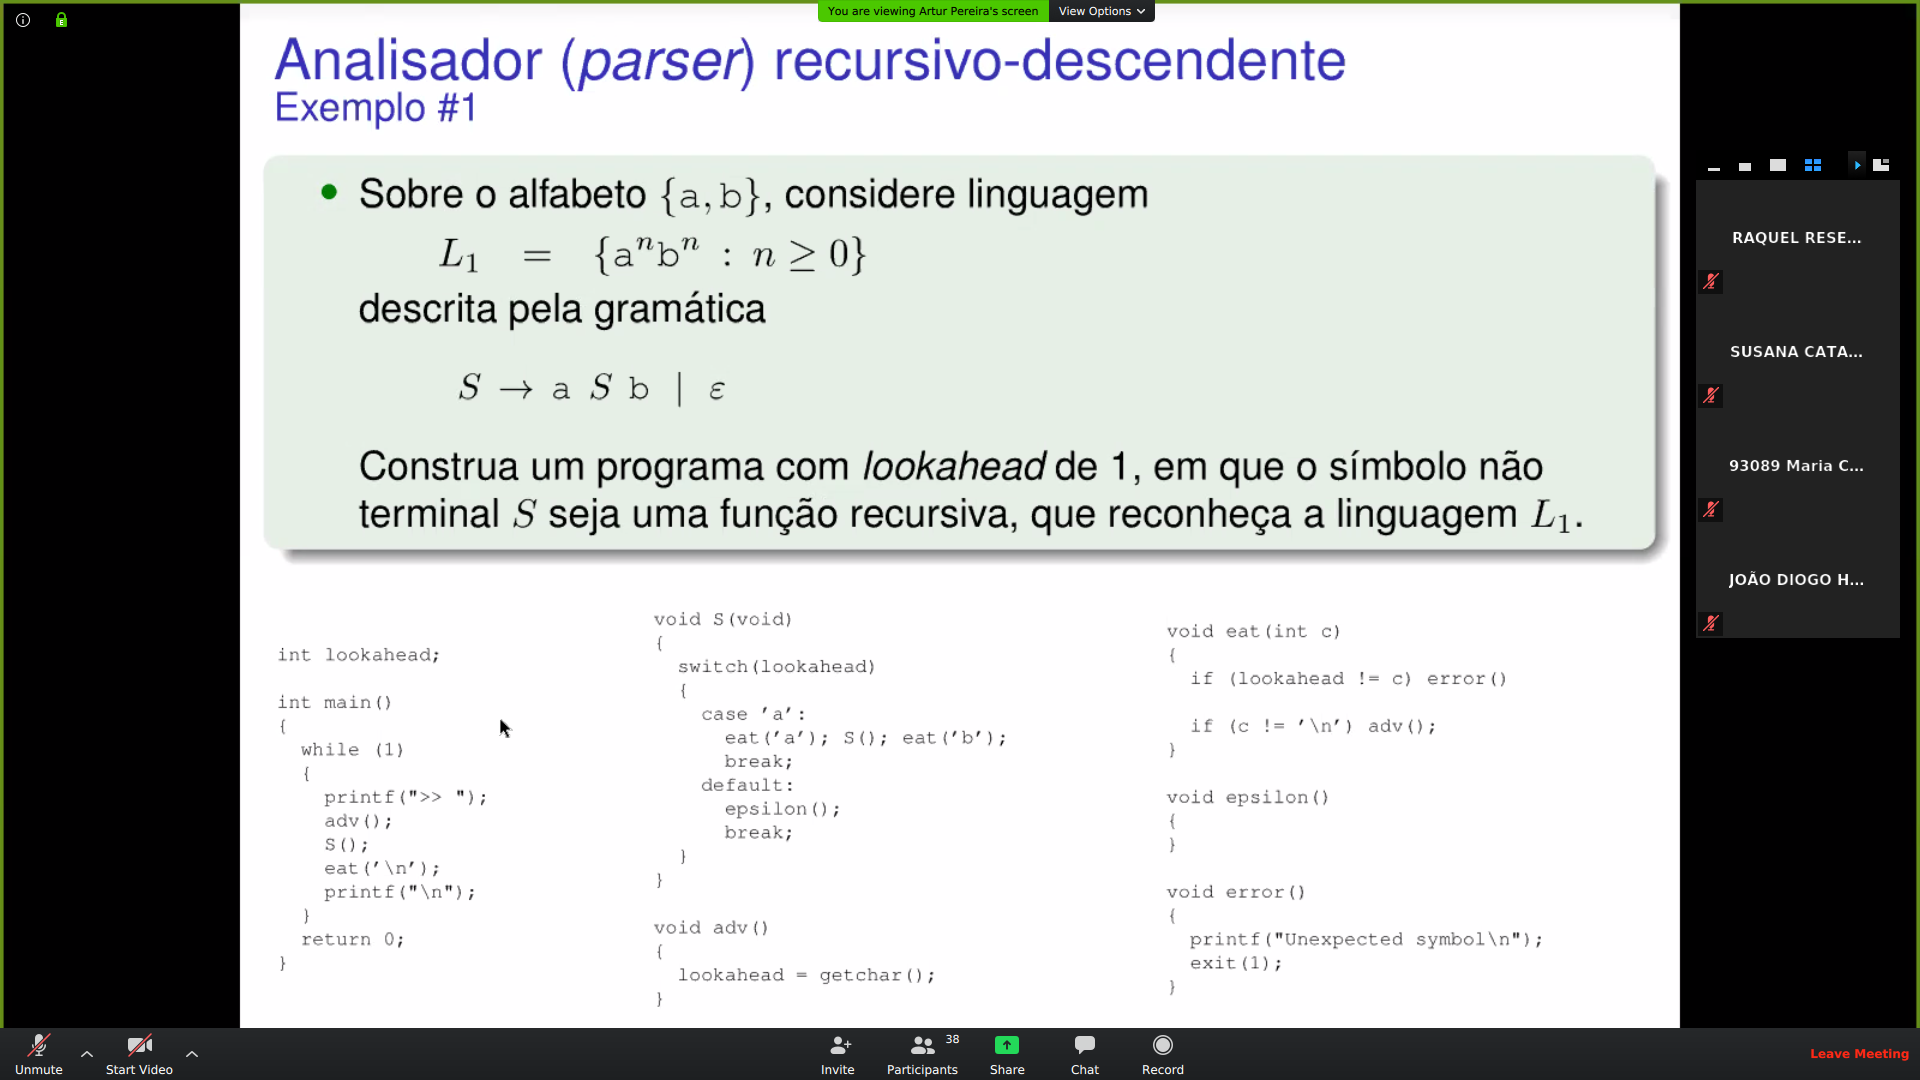 You are viewing Artur Pereira's screen
View Options
Analisador (parser) recursivo-descendente
Exemplo #1
Sobre o alfabeto {a,b}, considere linguagem
L₁ = {aⁿbⁿ : n ≥ 0}
descrita pela gramática
S → a S b | ε
Construa um programa com lookahead de 1, em que o símbolo não
terminal S seja uma função recursiva, que reconheça a linguagem L₁.
int lookahead;
int main()
{
while (1)
{
printf(">> ");
adv();
S();
eat('\n');
printf("\n");
}
return 0;
}
void S(void)
{
switch(lookahead)
{
case 'a':
eat('a'); S(); eat('b');
break;
default:
epsilon();
break;
}
}
void adv()
{
lookahead = getchar();
}
void eat(int c)
{
if (lookahead != c) error()
if (c != '\n') adv();
}
void epsilon()
{
}
void error()
{
printf("Unexpected symbol\n");
exit(1);
}
RAQUEL RESE...
SUSANA CATA...
93089 Maria C...
JOÃO DIOGO H...
Unmute
Start Video
Invite
Participants 38
Share
Chat
Record
Leave Meeting